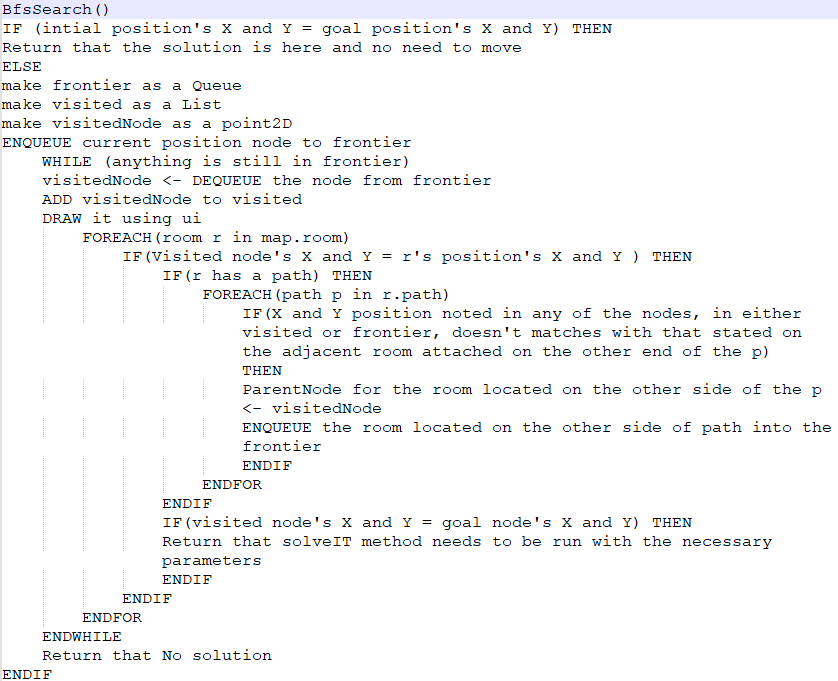 BfsSearch()
IF (intial position's X and Y = goal position's X and Y) THEN
Return that the solution is here and no need to move
ELSE
make frontier as a Queue
make visited as a List
make visitedNode as a point2D
ENQUEUE current position node to frontier
WHILE (anything is still in frontier)
visitedNode <- DEQUEUE the node from frontier
ADD visitedNode to visited
DRAW it using ui
FOREACH(room r in map.room)
IF(Visited node's X and Y = r's position's X and Y ) THEN
IF(r has a path) THEN
FOREACH(path p in r.path)
IF(X and Y position noted in any of the nodes, in either
visited or frontier, doesn't matches with that stated on
the adjacent room attached on the other end of the p)
THEN
ParentNode for the room located on the other side of the p
<- visitedNode
ENQUEUE the room located on the other side of path into the
frontier
ENDIF
ENDFOR
ENDIF
IF(visited node's X and Y = goal node's X and Y) THEN
Return that solveIT method needs to be run with the necessary
parameters
ENDIF
ENDIF
ENDFOR
ENDWHILE
Return that No solution
ENDIF